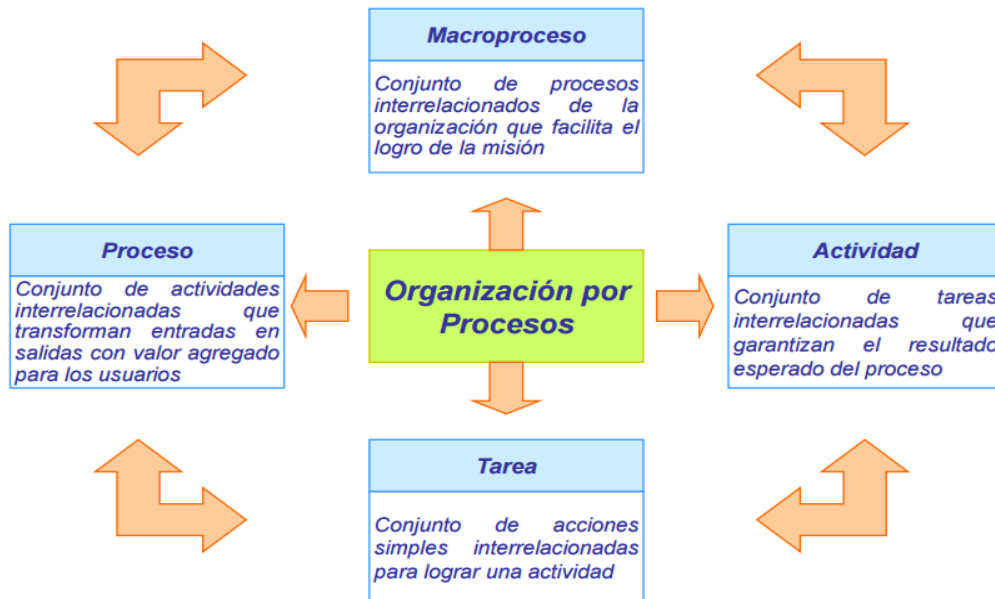 Macroproceso
Conjunto de procesos
interrelacionados de la
organización que facilita el
logro de la misión
Proceso
Conjunto de actividades
interrelacionadas que
transforman entradas en
salidas con valor agregado
para los usuarios
Organización por
Procesos
Actividad
Conjunto de tareas
interrelacionadas que
garantizan el resultado
esperado del proceso
Tarea
Conjunto de acciones
simples interrelacionadas
para lograr una actividad